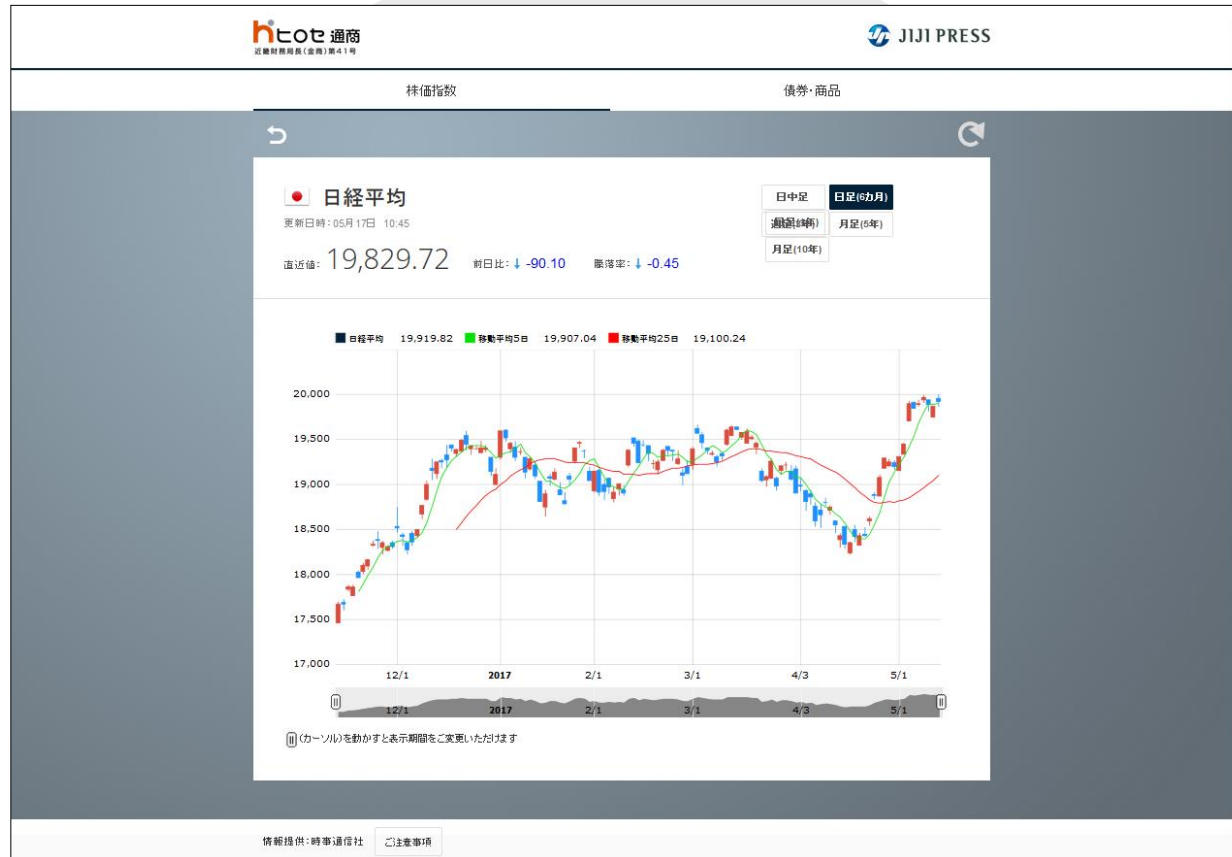 ヒロセ通商
近畿財務局長(金商)第41号
JIJI PRESS
株価指数 債券・商品
日経平均
更新日時:05月17日 10:45
直近値: 19,829.72 前日比:↓ -90.10 騰落率:↓ -0.45
日中足 日足(6カ月)
月足(5年)
月足(10年)
日経平均 19,919.82 移動平均5日 19,907.04 移動平均25日 19,100.24
20,000
19,500
19,000
18,500
18,000
17,500
17,000
12/1 2017 2/1 3/1 4/3 5/1
12/1 2017 2/1 3/1 4/3 5/1
(カーソル)を動かすと表示期間をご変更いただけます
情報提供:時事通信社 ご注意事項